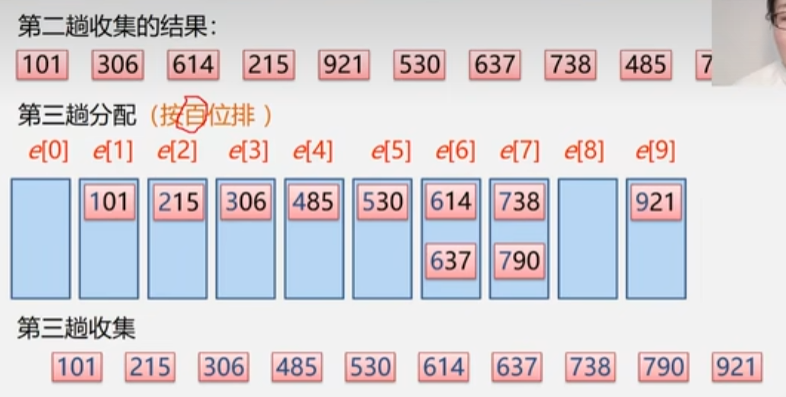 第二趟收集的结果：
101 306 614 215 921 530 637 738 485 7
第三趟分配（按百位排 ）
e[0] e[1] e[2] e[3] e[4] e[5] e[6] e[7] e[8] e[9]
101 215 306 485 530 614 738 921
637 790
第三趟收集
101 215 306 485 530 614 637 738 790 921